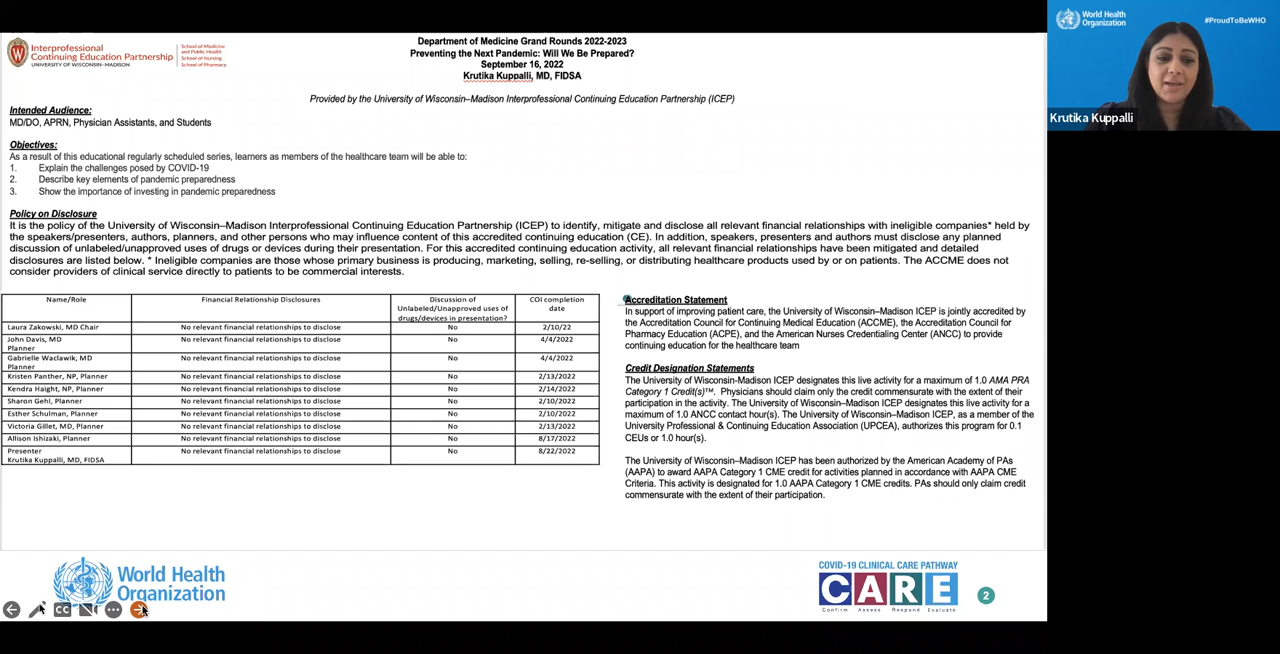 Interprofessional
Continuing Education Partnership
UNIVERSITY OF WISCONSIN–MADISON
School of Medicine
and Public Health
School of Nursing
School of Pharmacy
Department of Medicine Grand Rounds 2022-2023
Preventing the Next Pandemic: Will We Be Prepared?
September 16, 2022
Krutika Kuppalli, MD, FIDSA
Provided by the University of Wisconsin–Madison Interprofessional Continuing Education Partnership (ICEP)
Intended Audience:
MD/DO, APRN, Physician Assistants, and Students
Objectives:
As a result of this educational regularly scheduled series, learners as members of the healthcare team will be able to:
1. Explain the challenges posed by COVID-19
2. Describe key elements of pandemic preparedness
3. Show the importance of investing in pandemic preparedness
Policy on Disclosure
It is the policy of the University of Wisconsin–Madison Interprofessional Continuing Education Partnership (ICEP) to identify, mitigate and disclose all relevant financial relationships with ineligible companies* held by
the speakers/presenters, authors, planners, and other persons who may influence content of this accredited continuing education (CE). In addition, speakers, presenters and authors must disclose any planned
discussion of unlabeled/unapproved uses of drugs or devices during their presentation. For this accredited continuing education activity, all relevant financial relationships have been mitigated and detailed
disclosures are listed below. * Ineligible companies are those whose primary business is producing, marketing, selling, re-selling, or distributing healthcare products used by or on patients. The ACCME does not
consider providers of clinical service directly to patients to be commercial interests.
Name/Role Financial Relationship Disclosures Discussion of Unlabeled/Unapproved uses of drugs/devices in presentation? COI completion date
Laura Zakowski, MD Chair No relevant financial relationships to disclose No 2/10/22
John Davis, MD Planner No relevant financial relationships to disclose No 4/4/2022
Gabrielle Waclawik, MD Planner No relevant financial relationships to disclose No 4/4/2022
Kristen Panther, NP, Planner No relevant financial relationships to disclose No 2/13/2022
Kendra Haight, NP, Planner No relevant financial relationships to disclose No 2/14/2022
Sharon Gehl, Planner No relevant financial relationships to disclose No 2/10/2022
Esther Schulman, Planner No relevant financial relationships to disclose No 2/10/2022
Victoria Gillet, MD, Planner No relevant financial relationships to disclose No 2/13/2022
Allison Ishizaki, Planner No relevant financial relationships to disclose No 8/17/2022
Presenter Krutika Kuppalli, MD, FIDSA No relevant financial relationships to disclose No 8/22/2022
Accreditation Statement
In support of improving patient care, the University of Wisconsin–Madison ICEP is jointly accredited by
the Accreditation Council for Continuing Medical Education (ACCME), the Accreditation Council for
Pharmacy Education (ACPE), and the American Nurses Credentialing Center (ANCC) to provide
continuing education for the healthcare team
Credit Designation Statements
The University of Wisconsin-Madison ICEP designates this live activity for a maximum of 1.0 AMA PRA
Category 1 Credit(s)™. Physicians should claim only the credit commensurate with the extent of their
participation in the activity. The University of Wisconsin–Madison ICEP designates this live activity for a
maximum of 1.0 ANCC contact hour(s). The University of Wisconsin–Madison ICEP, as a member of the
University Professional & Continuing Education Association (UPCEA), authorizes this program for 0.1
CEUs or 1.0 hour(s).
The University of Wisconsin–Madison ICEP has been authorized by the American Academy of PAs
(AAPA) to award AAPA Category 1 CME credit for activities planned in accordance with AAPA CME
Criteria. This activity is designated for 1.0 AAPA Category 1 CME credits. PAs should only claim credit
commensurate with the extent of their participation.
World Health
Organization
CC
COVID-19 CLINICAL CARE PATHWAY
CARE
Confirm Assess Respond Evaluate
2
World Health
Organization
#ProudToBeWHO
Krutika Kuppalli